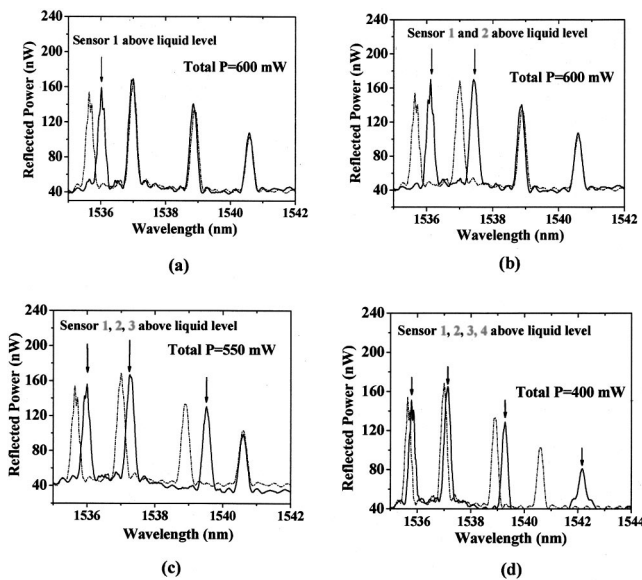 Sensor 1 above liquid level
Total P=600 mW
Reflected Power (nW)
240
200
160
120
80
40
1536
1538
1540
1542
Wavelength (nm)
(a)
Sensor 1 and 2 above liquid level
Total P=600 mW
Reflected Power (nW)
240
200
160
120
80
40
1536
1538
1540
1542
Wavelength (nm)
(b)
Sensor 1, 2, 3 above liquid level
Total P=550 mW
Reflected Power (nW)
240
200
160
120
80
40
1536
1538
1540
1542
Wavelength (nm)
(c)
Sensor 1, 2, 3, 4 above liquid level
Total P=400 mW
Reflected Power (nW)
240
200
160
120
80
40
1536
1538
1540
1542
1544
Wavelength (nm)
(d)